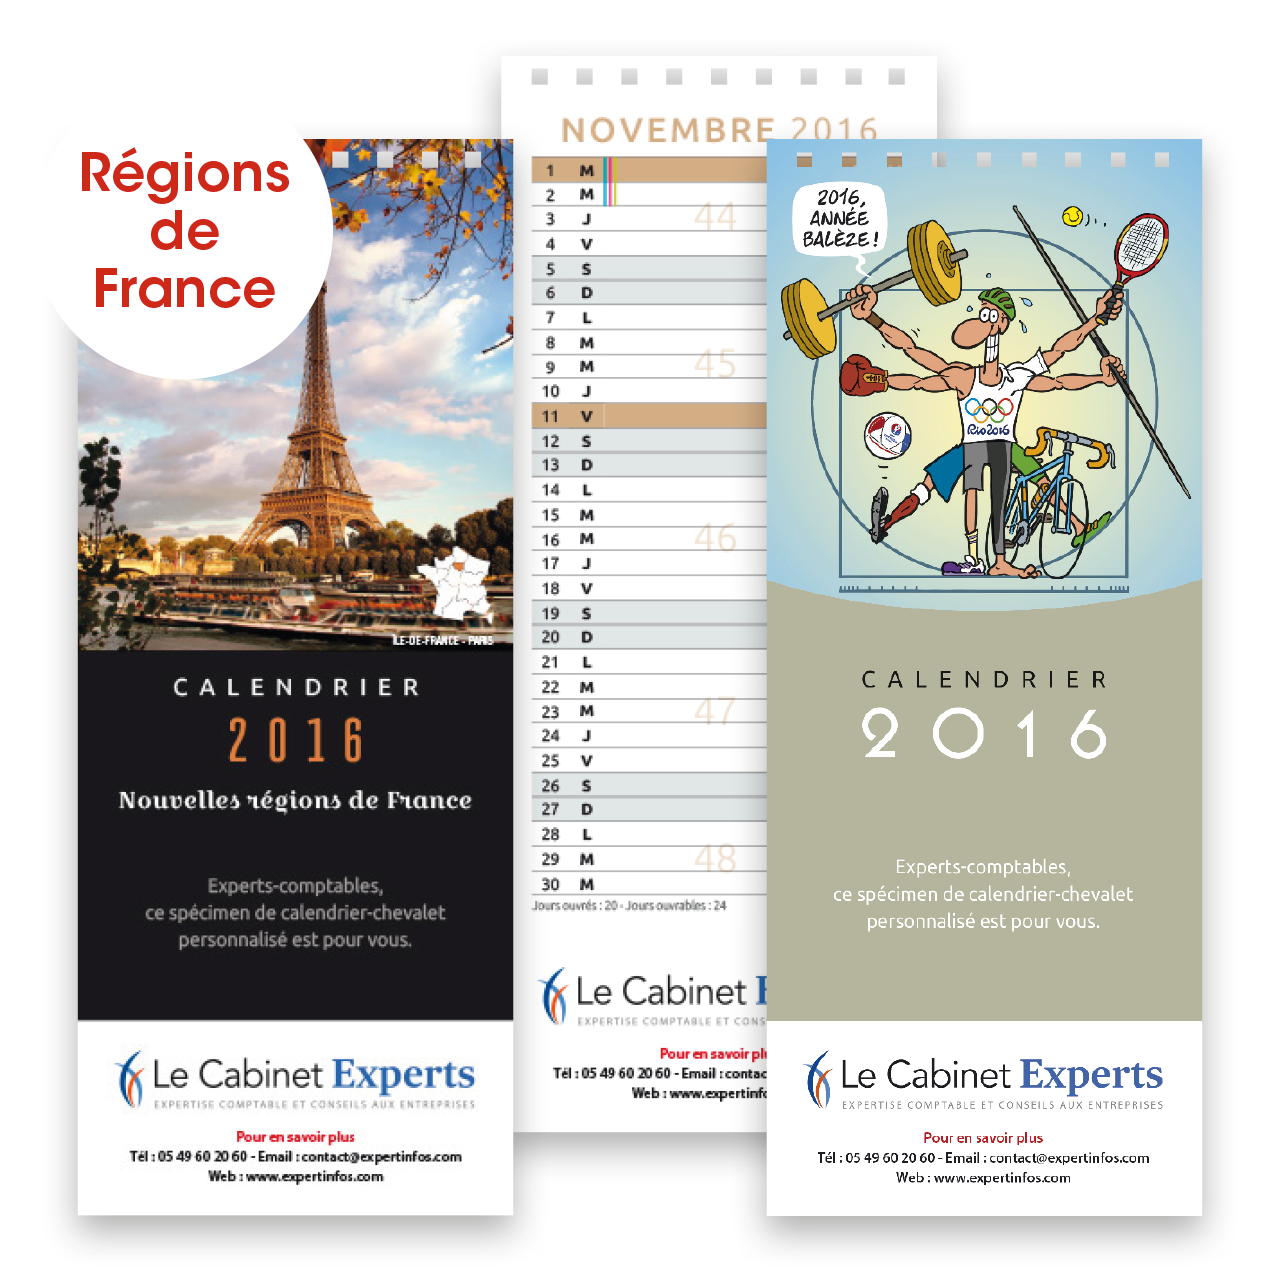 Régions
de
France
ÎLE-DE-FRANCE - PARIS
CALENDRIER
2016
Nouvelles régions de France
Experts-comptables,
ce spécimen de calendrier-chevalet
personnalisé est pour vous.
Le Cabinet Experts
EXPERTISE COMPTABLE ET CONSEILS AUX ENTREPRISES
Pour en savoir plus
Tél : 05 49 60 20 60 - Email : contact@expertinfos.com
Web : www.expertinfos.com
NOVEMBRE 2016
1 M
2 M
3 J 44
4 V
5 S
6 D
7 L
8 M
9 M 45
10 J
11 V
12 S
13 D
14 L
15 M
16 M 46
17 J
18 V
19 S
20 D
21 L
22 M
23 M 47
24 J
25 V
26 S
27 D
28 L
29 M 48
30 M
Jours ouvrés : 20 - Jours ouvrables : 24
Le Cabinet E
EXPERTISE COMPTABLE ET CONS
Pour en savoir pl
Tél : 05 49 60 20 60 - Email : contac
Web : www.expertinfo
2016,
ANNÉE
BALÈZE !
Rio2016
CALENDRIER
2016
Experts-comptables,
ce spécimen de calendrier-chevalet
personnalisé est pour vous.
Le Cabinet Experts
EXPERTISE COMPTABLE ET CONSEILS AUX ENTREPRISES
Pour en savoir plus
Tél : 05 49 60 20 60 - Email : contact@expertinfos.com
Web : www.expertinfos.com